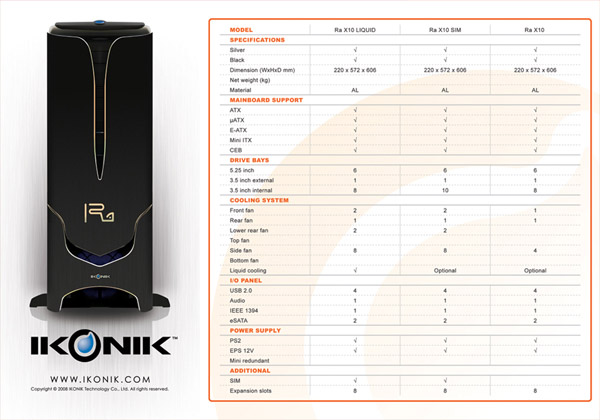 Ra
IKONIK
IKONIK™
WWW.IKONIK.COM
Copyright © 2008 IKONIK Technology Co., Ltd. All rights reserved.
MODEL Ra X10 LIQUID Ra X10 SIM Ra X10
SPECIFICATIONS
Silver √ √ √
Black √ √ √
Dimension (WxHxD mm) 220 x 572 x 606 220 x 572 x 606 220 x 572 x 606
Net weight (kg)
Material AL AL AL
MAINBOARD SUPPORT
ATX √ √ √
µATX √ √ √
E-ATX √ √ √
Mini ITX √ √ √
CEB √ √ √
DRIVE BAYS
5.25 inch 6 6 6
3.5 inch external 1 1 1
3.5 inch internal 8 10 8
COOLING SYSTEM
Front fan 2 2 1
Rear fan 1 1 1
Lower rear fan 2 2
Top fan
Side fan 8 8 4
Bottom fan
Liquid cooling √ Optional Optional
I/O PANEL
USB 2.0 4 4 4
Audio 1 1 1
IEEE 1394 1 1 1
eSATA 2 2 2
POWER SUPPLY
PS2 √ √ √
EPS 12V √ √ √
Mini redundant
ADDITIONAL
SIM √ √
Expansion slots 8 8 8